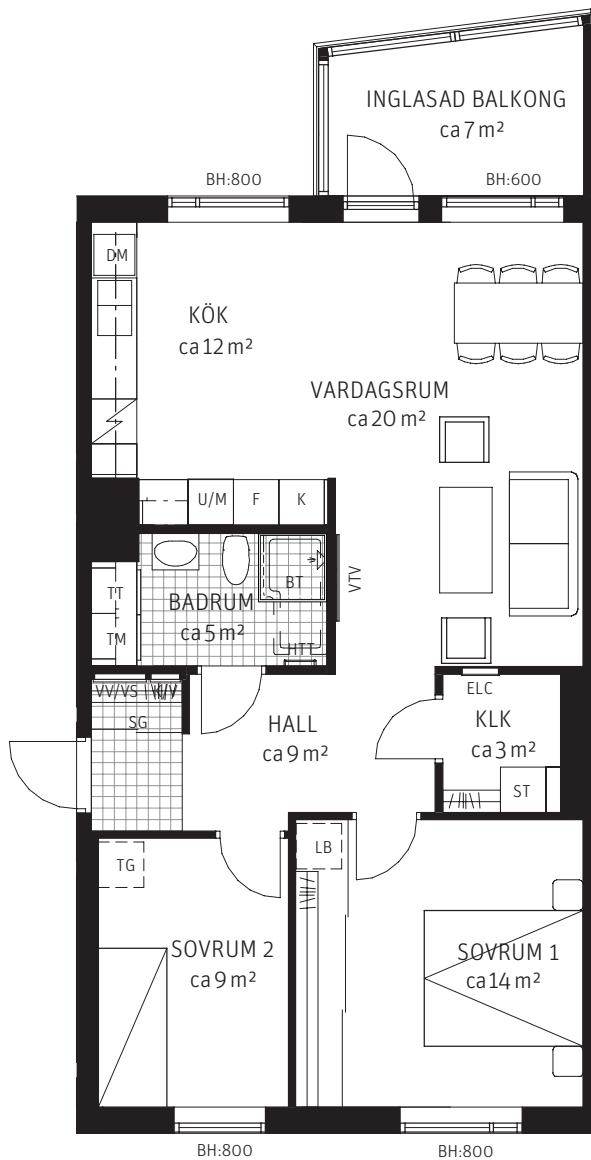 INGLASAD BALKONG
ca 7 m²
BH:800
BH:600
DM
KÖK
ca 12 m²
VARDAGSRUM
ca 20 m²
U/M
F
K
TT
BADRUM
ca 5 m²
BT
VTV
TM
HTT
VV/VS
K/V
SG
HALL
ca 9 m²
ELC
KLK
ca 3 m²
ST
TG
LB
SOVRUM 2
ca 9 m²
SOVRUM 1
ca 14 m²
BH:800
BH:800